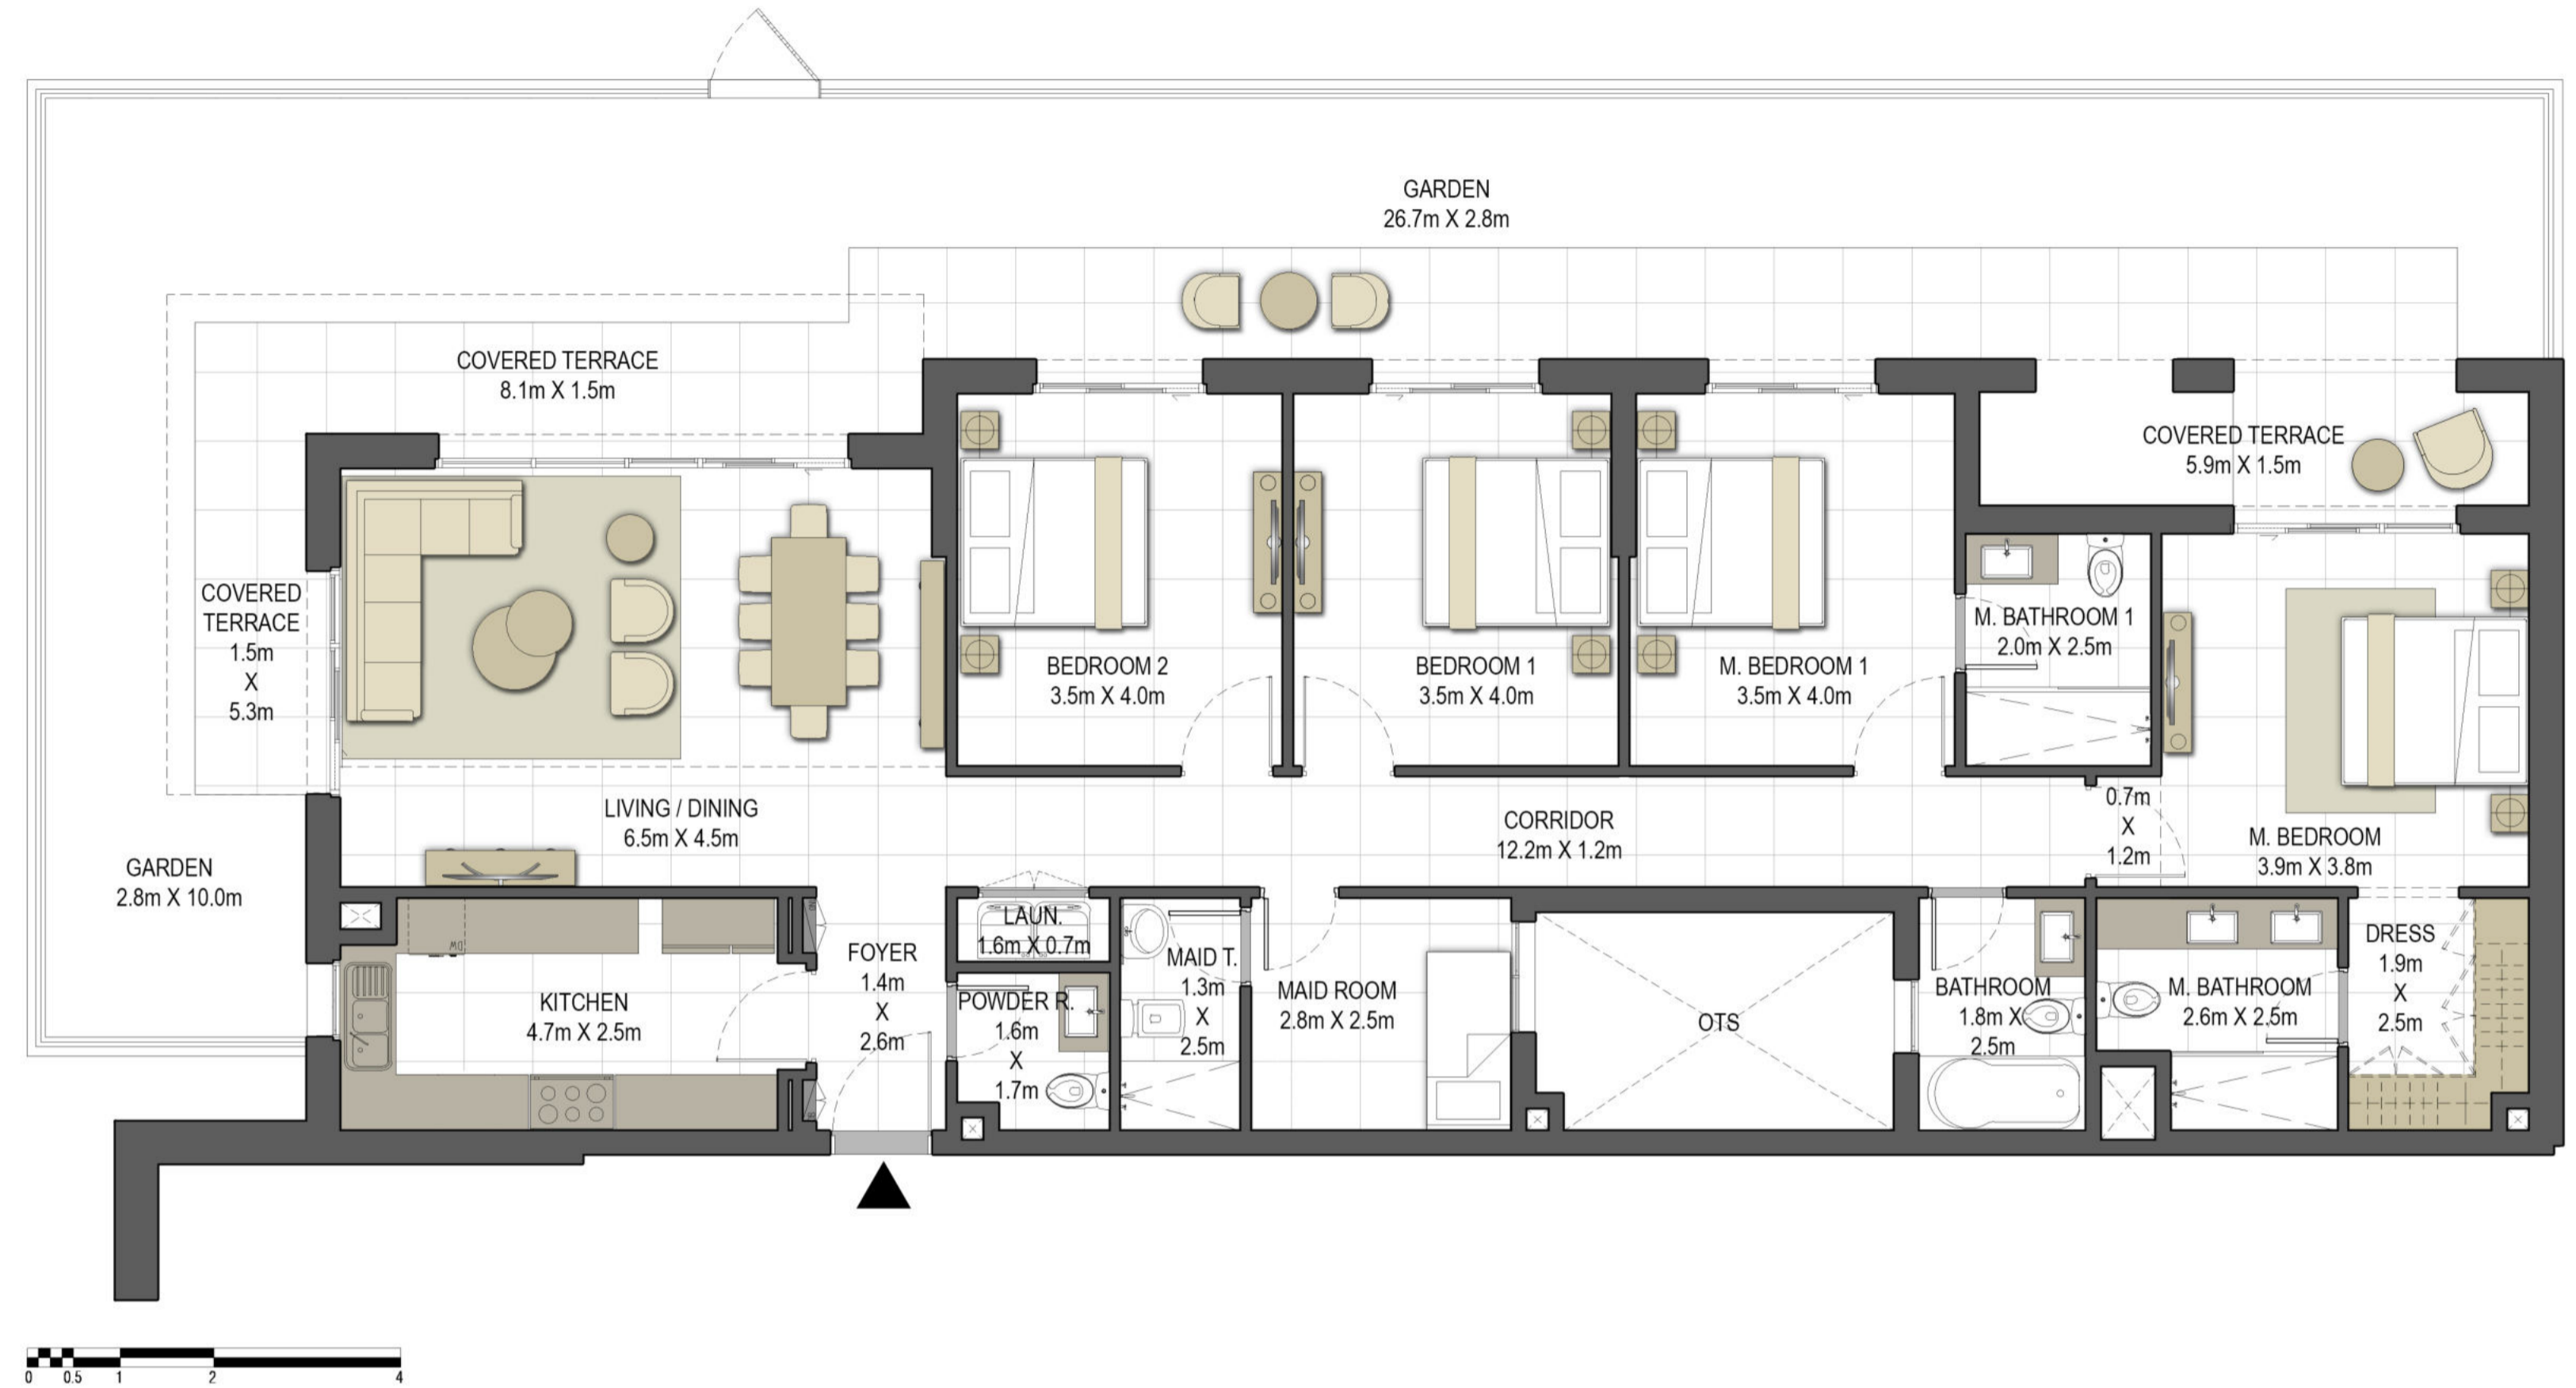 GARDEN
26.7m X 2.8m
COVERED TERRACE
8.1m X 1.5m
COVERED TERRACE
5.9m X 1.5m
COVERED
TERRACE
1.5m
X
5.3m
BEDROOM 2
3.5m X 4.0m
BEDROOM 1
3.5m X 4.0m
M. BEDROOM 1
3.5m X 4.0m
M. BATHROOM 1
2.0m X 2.5m
LIVING / DINING
6.5m X 4.5m
CORRIDOR
12.2m X 1.2m
0.7m
X
1.2m
M. BEDROOM
3.9m X 3.8m
GARDEN
2.8m X 10.0m
DW
KITCHEN
4.7m X 2.5m
FOYER
1.4m
X
2.6m
LAUN.
1.6m X 0.7m
POWDER R.
1.6m
X
1.7m
MAID T.
1.3m
X
2.5m
MAID ROOM
2.8m X 2.5m
OTS
BATHROOM
1.8m X
2.5m
M. BATHROOM
2.6m X 2.5m
DRESS
1.9m
X
2.5m
0 0.5 1 2 4